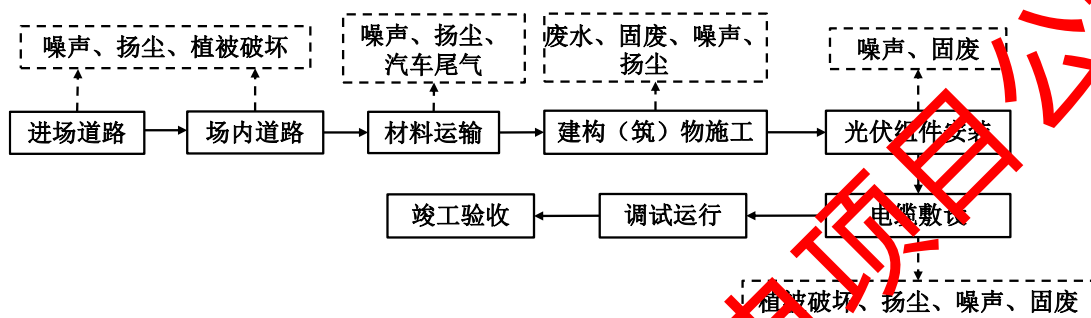 噪声、扬尘、植被破坏
噪声、扬尘、
汽车尾气
废水、固废、噪声、
扬尘
噪声、固废
进场道路
场内道路
材料运输
建构（筑）物施工
光伏组件安装
竣工验收
调试运行
电缆敷设
植被破坏、扬尘、噪声、固废
项目公